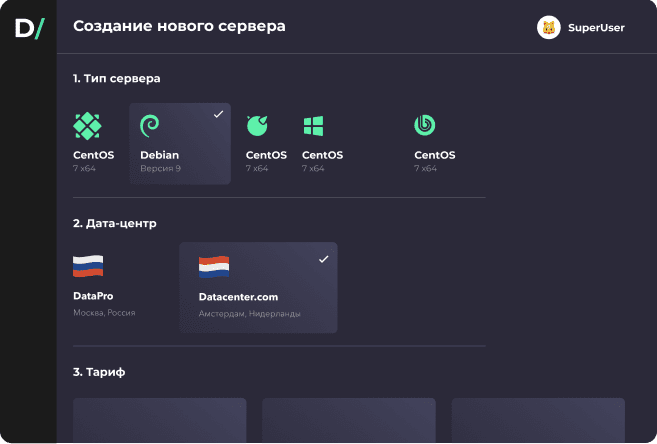 D/
Создание нового сервера
SuperUser
1. Тип сервера
CentOS
7 x64
Debian
Версия 9
CentOS
7 x64
CentOS
7 x64
CentOS
7 x64
2. Дата-центр
DataPro
Москва, Россия
Datacenter.com
Амстердам, Нидерланды
3. Тариф